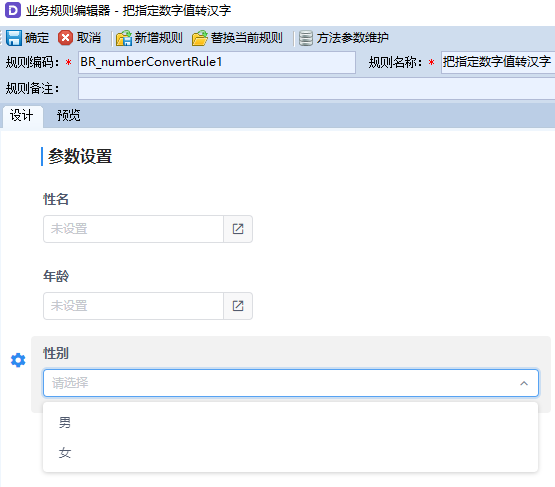 业务规则编辑器 - 把指定数字值转汉字
确定 取消 新增规则 替换当前规则 方法参数维护
规则编码：* BR_numberConvertRule1 规则名称：* 把指定数字值转汉字
规则备注：
设计 预览
参数设置
性名
未设置
年龄
未设置
性别
请选择
男
女